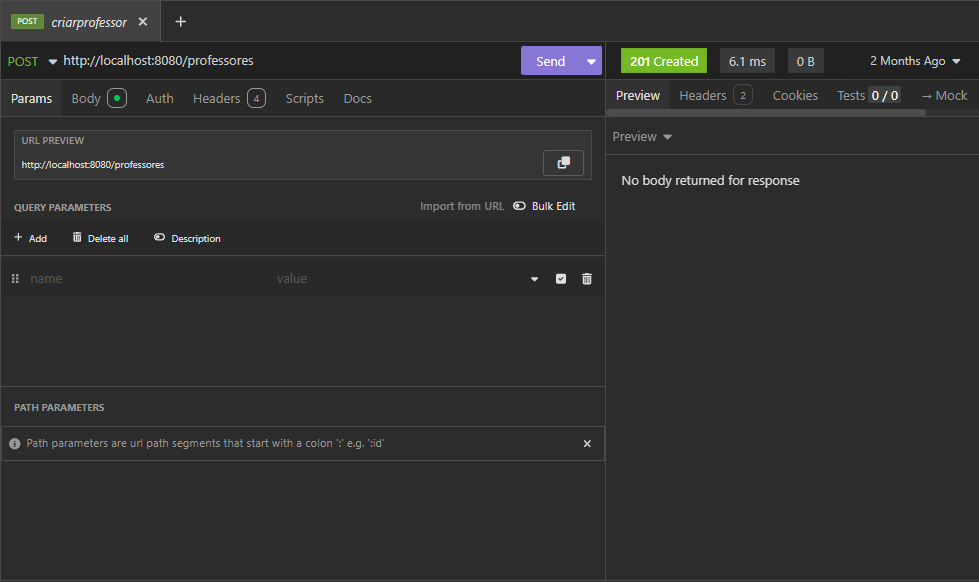 POST criarprofessor
POST http://localhost:8080/professores Send
201 Created 6.1 ms 0 B 2 Months Ago
Params Body Auth Headers 4 Scripts Docs
Preview Headers 2 Cookies Tests 0 / 0 → Mock
URL PREVIEW
http://localhost:8080/professores
Preview
No body returned for response
QUERY PARAMETERS Import from URL Bulk Edit
+ Add Delete all Description
name value
PATH PARAMETERS
Path parameters are url path segments that start with a colon ':' e.g. ':id'